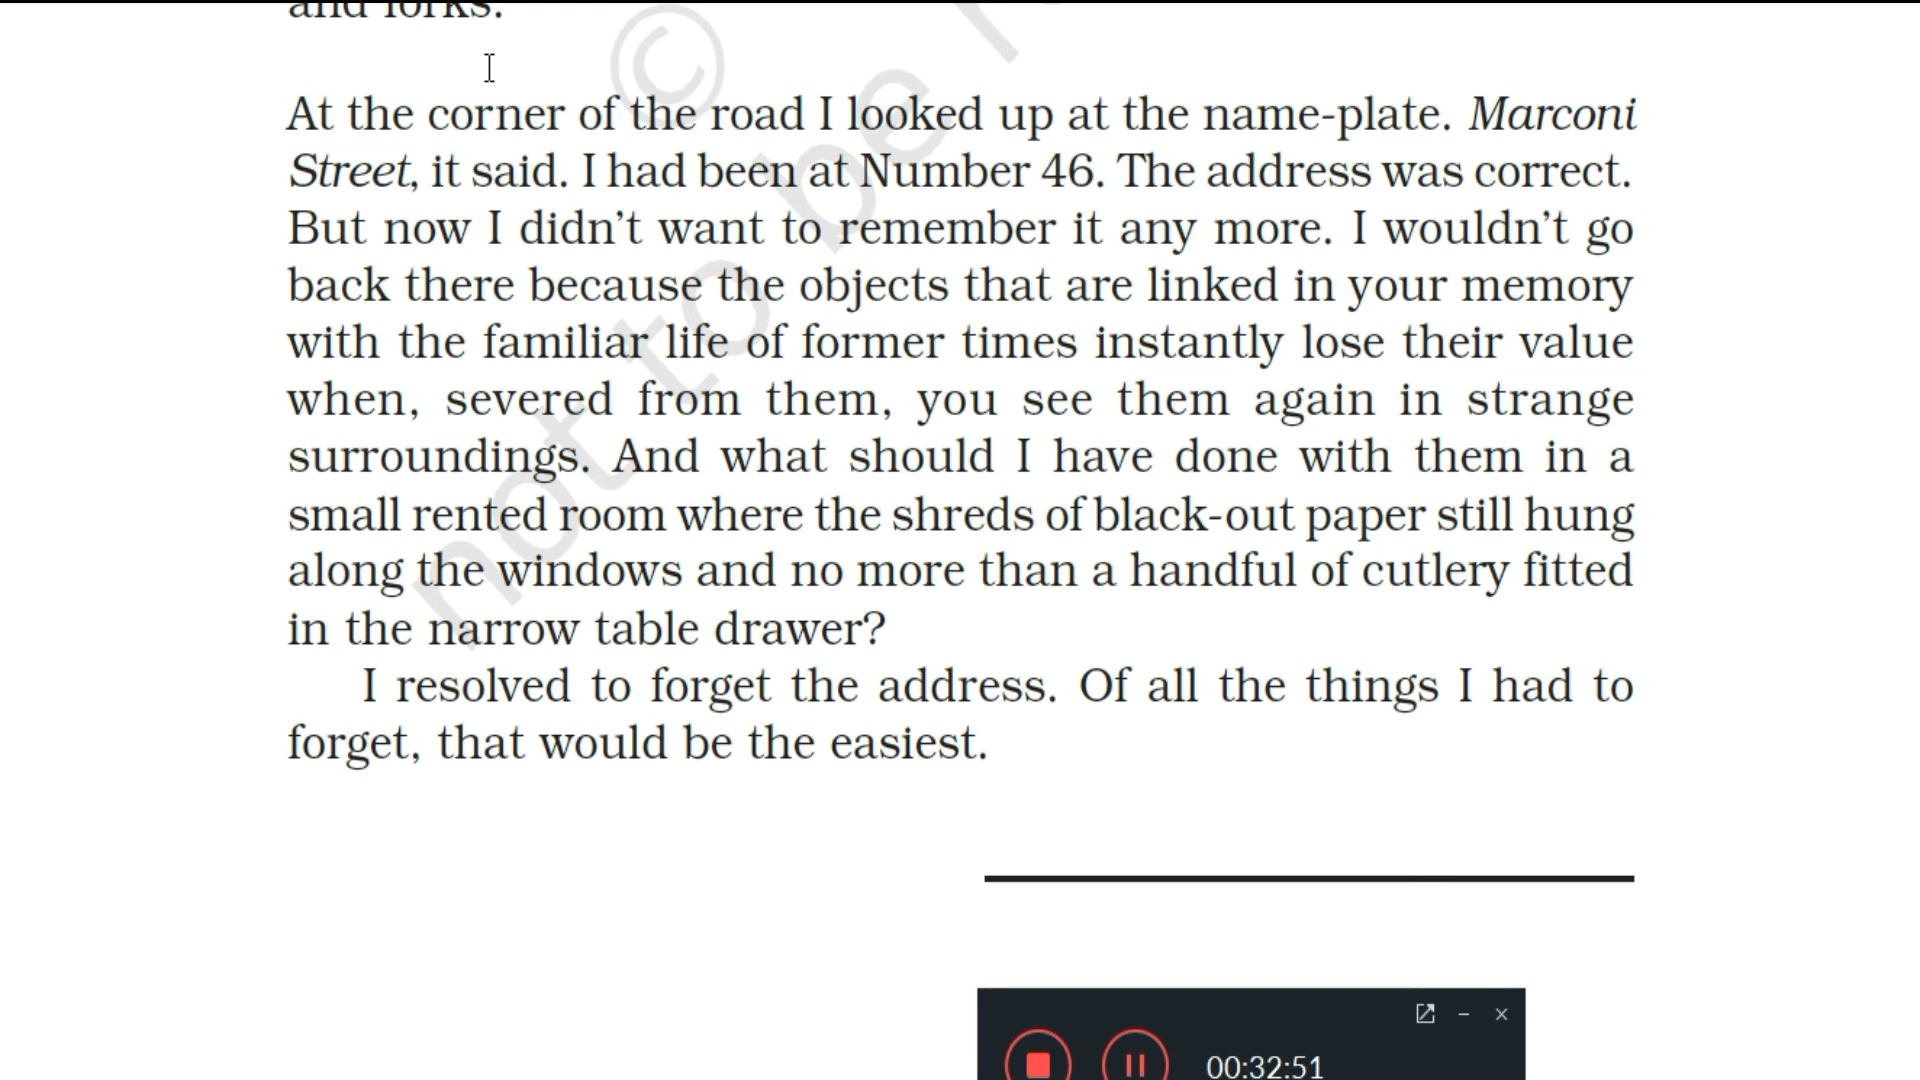 and forks.
At the corner of the road I looked up at the name-plate. Marconi
Street, it said. I had been at Number 46. The address was correct.
But now I didn’t want to remember it any more. I wouldn’t go
back there because the objects that are linked in your memory
with the familiar life of former times instantly lose their value
when, severed from them, you see them again in strange
surroundings. And what should I have done with them in a
small rented room where the shreds of black-out paper still hung
along the windows and no more than a handful of cutlery fitted
in the narrow table drawer?
I resolved to forget the address. Of all the things I had to
forget, that would be the easiest.
©
not to be
00:32:51